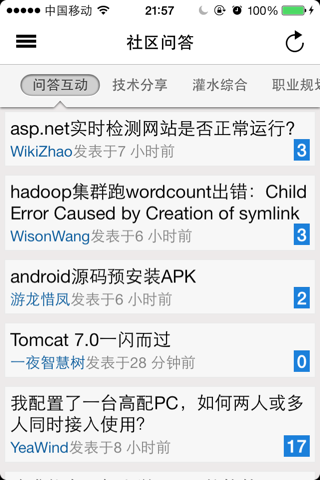 中国移动 21:57 100%
社区问答
问答互动 技术分享 灌水综合 职业规划
asp.net实时检测网站是否正常运行?
WikiZhao发表于7 小时前 3
hadoop集群跑wordcount出错：Child
Error Caused by Creation of symlink
WisonWang发表于6 小时前 3
android源码预安装APK
游龙惜凤发表于6 小时前 2
Tomcat 7.0一闪而过
一夜智慧树发表于28 分钟前 0
我配置了一台高配PC，如何两人或多
人同时接入使用?
YeaWind发表于8 小时前 17